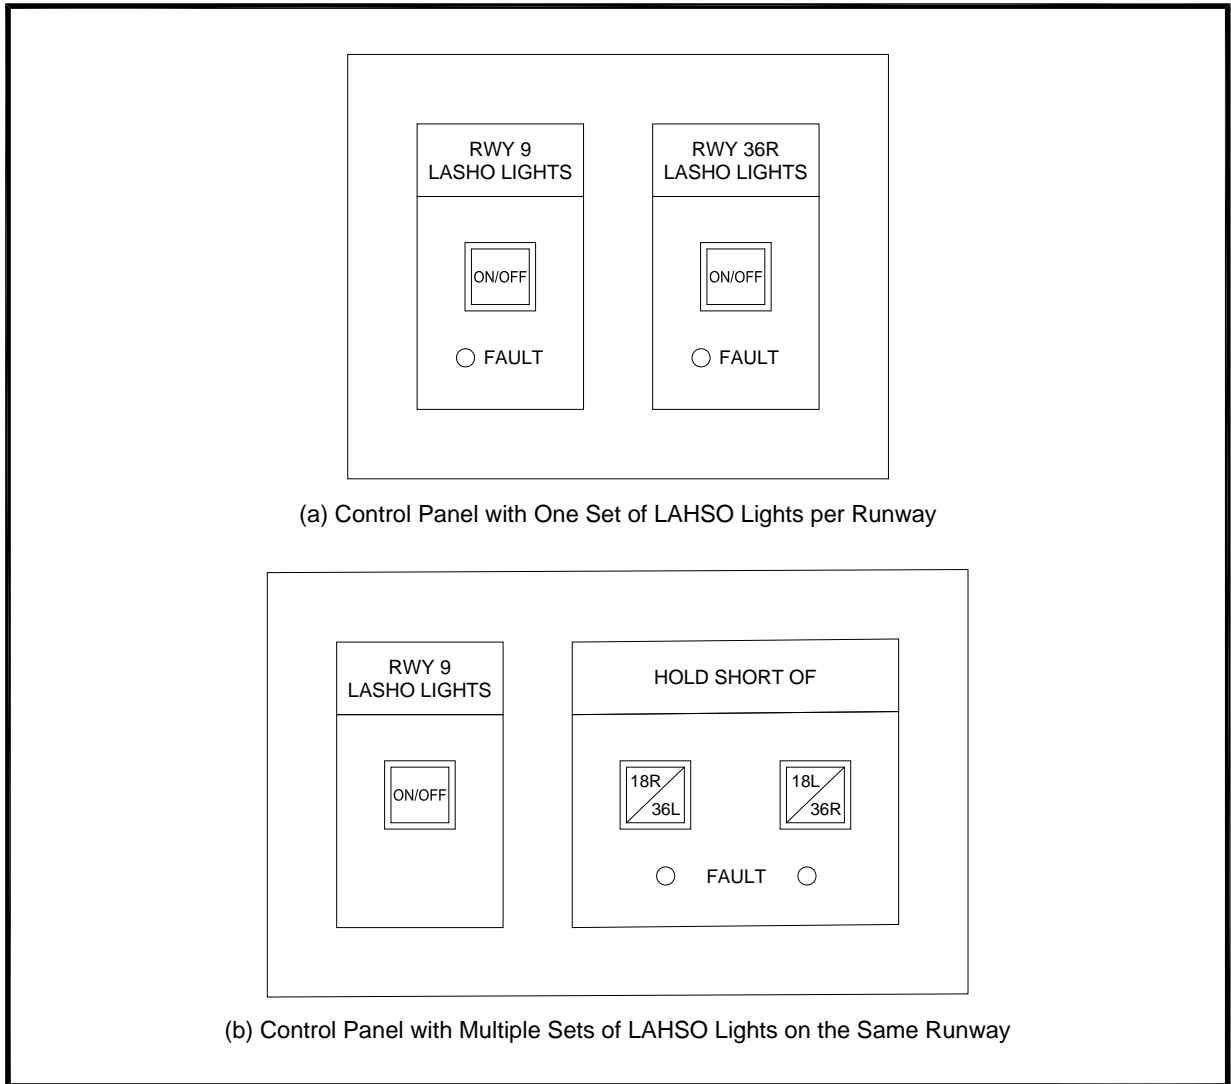 RWY 9
LASHO LIGHTS
ON/OFF
FAULT
RWY 36R
LASHO LIGHTS
ON/OFF
FAULT
(a) Control Panel with One Set of LAHSO Lights per Runway
RWY 9
LASHO LIGHTS
ON/OFF
HOLD SHORT OF
18R
36L
18L
36R
FAULT
(b) Control Panel with Multiple Sets of LAHSO Lights on the Same Runway